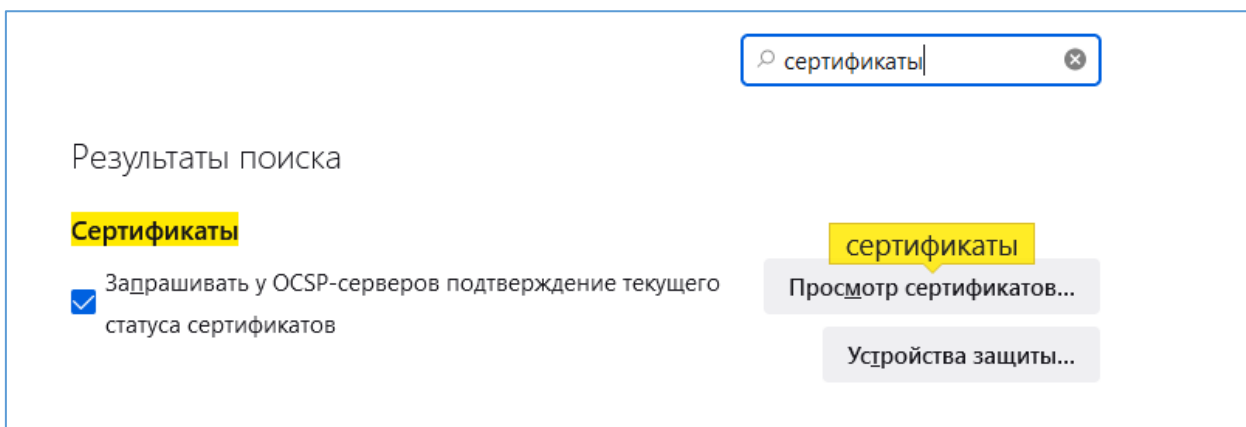 сертификаты
Результаты поиска
Сертификаты
сертификаты
Запрашивать у OCSP-серверов подтверждение текущего
статуса сертификатов
Просмотр сертификатов...
Устройства защиты...